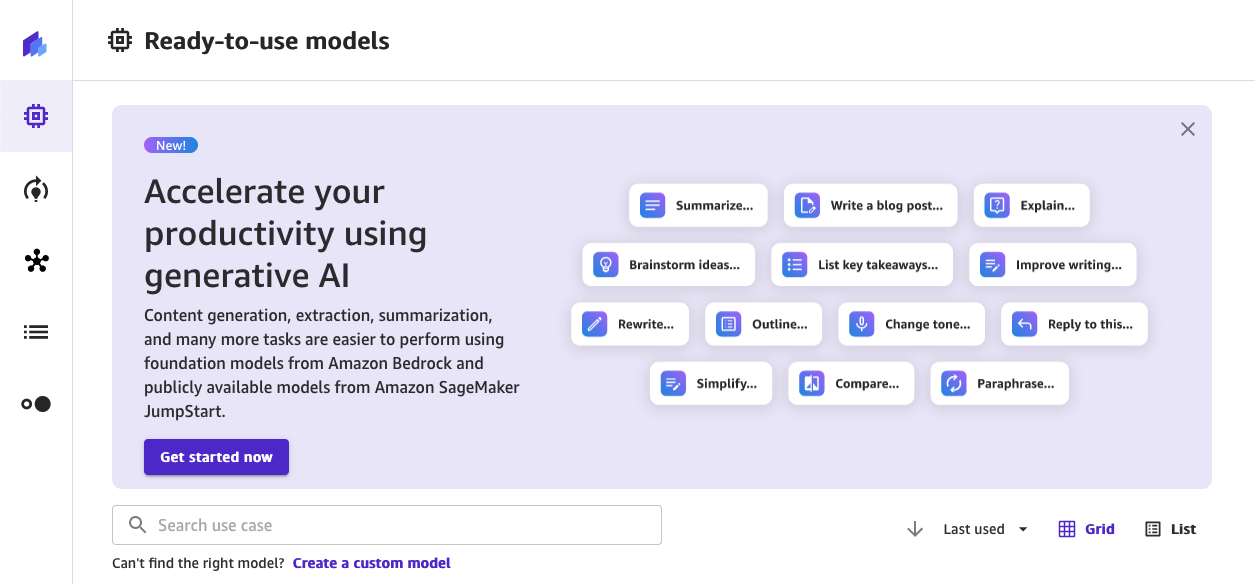 Ready-to-use models
New!
Accelerate your
productivity using
generative AI
Content generation, extraction, summarization,
and many more tasks are easier to perform using
foundation models from Amazon Bedrock and
publicly available models from Amazon SageMaker
JumpStart.
Get started now
Summarize...
Write a blog post...
Explain...
Brainstorm ideas...
List key takeaways...
Improve writing...
Rewrite...
Outline...
Change tone...
Reply to this...
Simplify...
Compare...
Paraphrase...
Search use case
Last used
Grid
List
Can't find the right model? Create a custom model